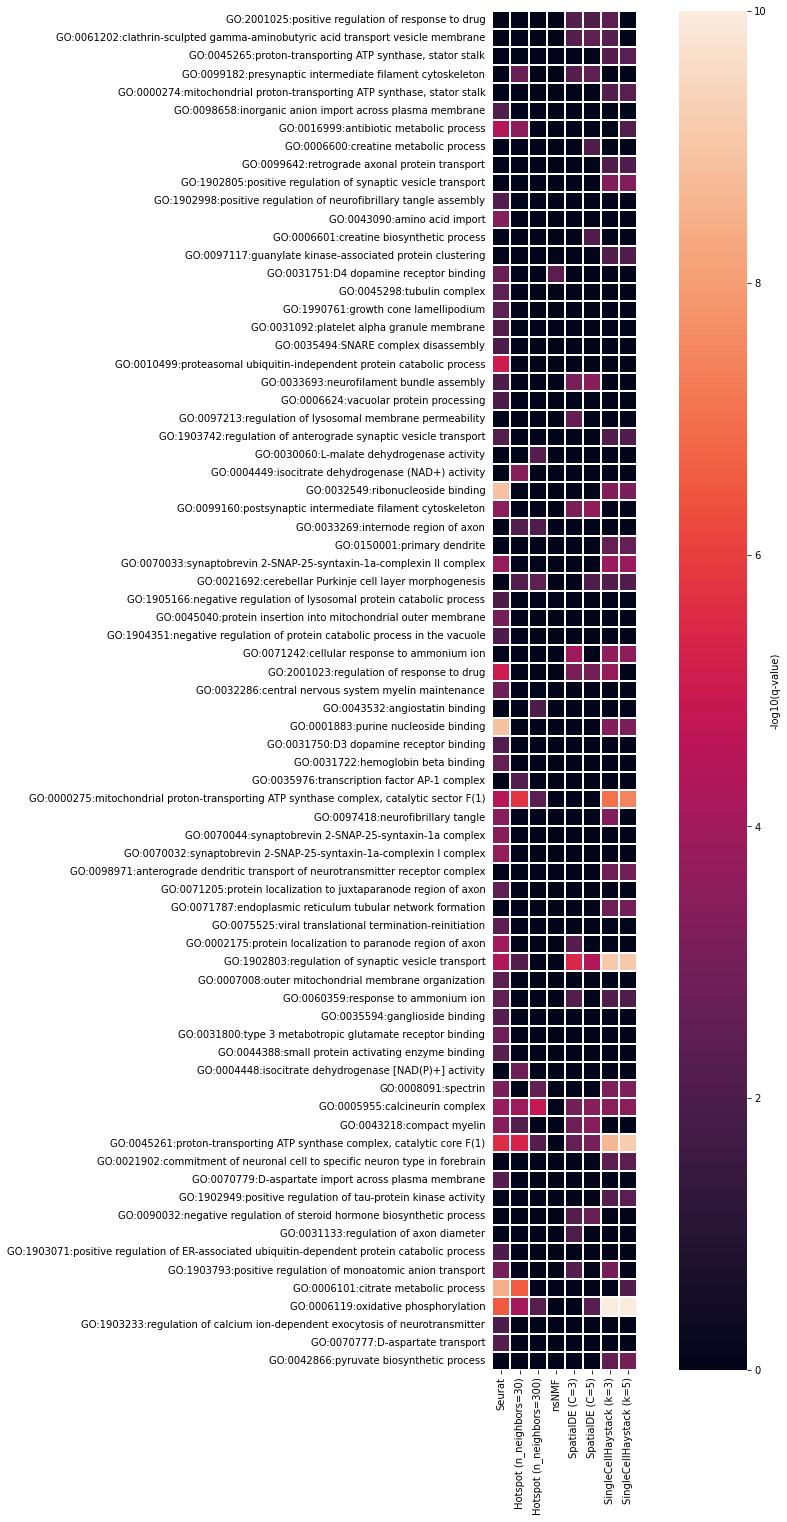 GO:2001025:positive regulation of response to drug
GO:0061202:clathrin-sculpted gamma-aminobutyric acid transport vesicle membrane
GO:0045265:proton-transporting ATP synthase, stator stalk
GO:0099182:presynaptic intermediate filament cytoskeleton
GO:0000274:mitochondrial proton-transporting ATP synthase, stator stalk
GO:0098658:inorganic anion import across plasma membrane
GO:0016999:antibiotic metabolic process
GO:0006600:creatine metabolic process
GO:0099642:retrograde axonal protein transport
GO:1902805:positive regulation of synaptic vesicle transport
GO:1902998:positive regulation of neurofibrillary tangle assembly
GO:0043090:amino acid import
GO:0006601:creatine biosynthetic process
GO:0097117:guanylate kinase-associated protein clustering
GO:0031751:D4 dopamine receptor binding
GO:0045298:tubulin complex
GO:1990761:growth cone lamellipodium
GO:0031092:platelet alpha granule membrane
GO:0035494:SNARE complex disassembly
GO:0010499:proteasomal ubiquitin-independent protein catabolic process
GO:0033693:neurofilament bundle assembly
GO:0006624:vacuolar protein processing
GO:0097213:regulation of lysosomal membrane permeability
GO:1903742:regulation of anterograde synaptic vesicle transport
GO:0030060:L-malate dehydrogenase activity
GO:0004449:isocitrate dehydrogenase (NAD+) activity
GO:0032549:ribonucleoside binding
GO:0099160:postsynaptic intermediate filament cytoskeleton
GO:0033269:internode region of axon
GO:0150001:primary dendrite
GO:0070033:synaptobrevin 2-SNAP-25-syntaxin-1a-complexin II complex
GO:0021692:cerebellar Purkinje cell layer morphogenesis
GO:1905166:negative regulation of lysosomal protein catabolic process
GO:0045040:protein insertion into mitochondrial outer membrane
GO:1904351:negative regulation of protein catabolic process in the vacuole
GO:0071242:cellular response to ammonium ion
GO:2001023:regulation of response to drug
GO:0032286:central nervous system myelin maintenance
GO:0043532:angiostatin binding
GO:0001883:purine nucleoside binding
GO:0031750:D3 dopamine receptor binding
GO:0031722:hemoglobin beta binding
GO:0035976:transcription factor AP-1 complex
GO:0000275:mitochondrial proton-transporting ATP synthase complex, catalytic sector F(1)
GO:0097418:neurofibrillary tangle
GO:0070044:synaptobrevin 2-SNAP-25-syntaxin-1a complex
GO:0070032:synaptobrevin 2-SNAP-25-syntaxin-1a-complexin I complex
GO:0098971:anterograde dendritic transport of neurotransmitter receptor complex
GO:0071205:protein localization to juxtaparanode region of axon
GO:0071787:endoplasmic reticulum tubular network formation
GO:0075525:viral translational termination-reinitiation
GO:0002175:protein localization to paranode region of axon
GO:1902803:regulation of synaptic vesicle transport
GO:0007008:outer mitochondrial membrane organization
GO:0060359:response to ammonium ion
GO:0035594:ganglioside binding
GO:0031800:type 3 metabotropic glutamate receptor binding
GO:0044388:small protein activating enzyme binding
GO:0004448:isocitrate dehydrogenase [NAD(P)+] activity
GO:0008091:spectrin
GO:0005955:calcineurin complex
GO:0043218:compact myelin
GO:0045261:proton-transporting ATP synthase complex, catalytic core F(1)
GO:0021902:commitment of neuronal cell to specific neuron type in forebrain
GO:0070779:D-aspartate import across plasma membrane
GO:1902949:positive regulation of tau-protein kinase activity
GO:0090032:negative regulation of steroid hormone biosynthetic process
GO:0031133:regulation of axon diameter
GO:1903071:positive regulation of ER-associated ubiquitin-dependent protein catabolic process
GO:1903793:positive regulation of monoatomic anion transport
GO:0006101:citrate metabolic process
GO:0006119:oxidative phosphorylation
GO:1903233:regulation of calcium ion-dependent exocytosis of neurotransmitter
GO:0070777:D-aspartate transport
GO:0042866:pyruvate biosynthetic process
Seurat
Hotspot (n_neighbors=30)
Hotspot (n_neighbors=300)
nsNMF
SpatialDE (C=3)
SpatialDE (C=5)
SingleCellHaystack (k=3)
SingleCellHaystack (k=5)
10
8
6
4
2
0
-log10(q-value)